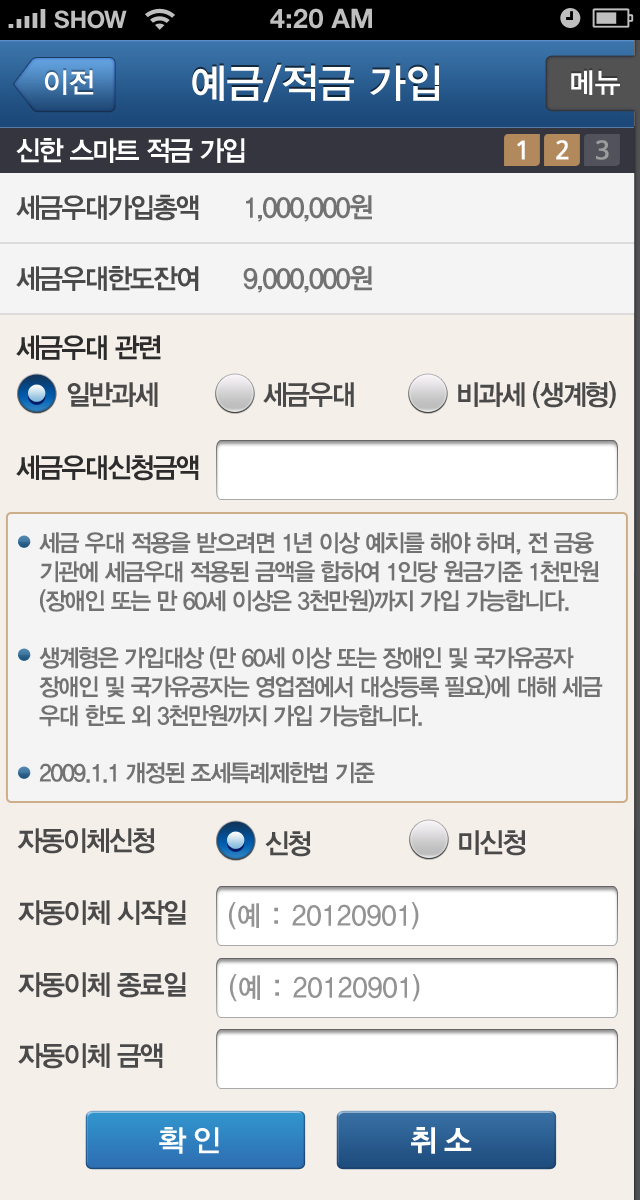 SHOW 4:20 AM
이전 예금/적금 가입 메뉴
신한 스마트 적금 가입 1 2 3
세금우대가입총액 1,000,000원
세금우대한도잔여 9,000,000원
세금우대 관련
일반과세 세금우대 비과세 (생계형)
세금우대신청금액
세금 우대 적용을 받으려면 1년 이상 예치를 해야 하며, 전 금융
기관에 세금우대 적용된 금액을 합하여 1인당 원금기준 1천만원
(장애인 또는 만 60세 이상은 3천만원)까지 가입 가능합니다.
생계형은 가입대상 (만 60세 이상 또는 장애인 및 국가유공자
장애인 및 국가유공자는 영업점에서 대상등록 필요)에 대해 세금
우대 한도 외 3천만원까지 가입 가능합니다.
2009.1.1 개정된 조세특례제한법 기준
자동이체신청 신청 미신청
자동이체 시작일 (예 : 20120901)
자동이체 종료일 (예 : 20120901)
자동이체 금액
확인 취소